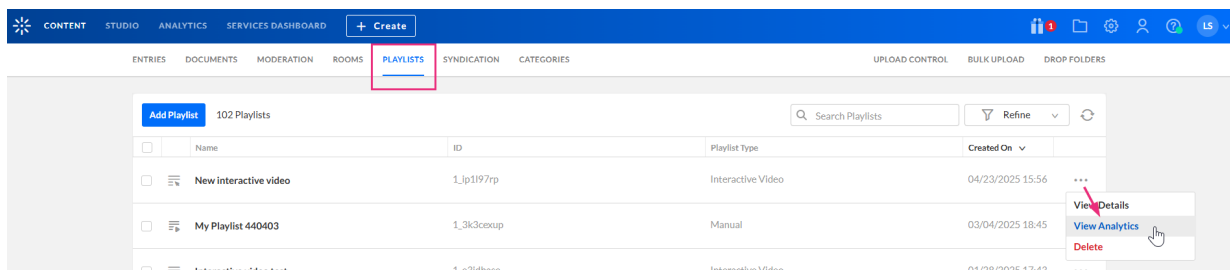 CONTENT STUDIO ANALYTICS SERVICES DASHBOARD + Create 1 LS
ENTRIES DOCUMENTS MODERATION ROOMS PLAYLISTS SYNDICATION CATEGORIES UPLOAD CONTROL BULK UPLOAD DROP FOLDERS
Add Playlist 102 Playlists Search Playlists Refine
Name ID Playlist Type Created On
New interactive video 1_ip1l97rp Interactive Video 04/23/2025 15:56
View Details
My Playlist 440403 1_3k3cexup Manual 03/04/2025 18:45 View Analytics
Delete